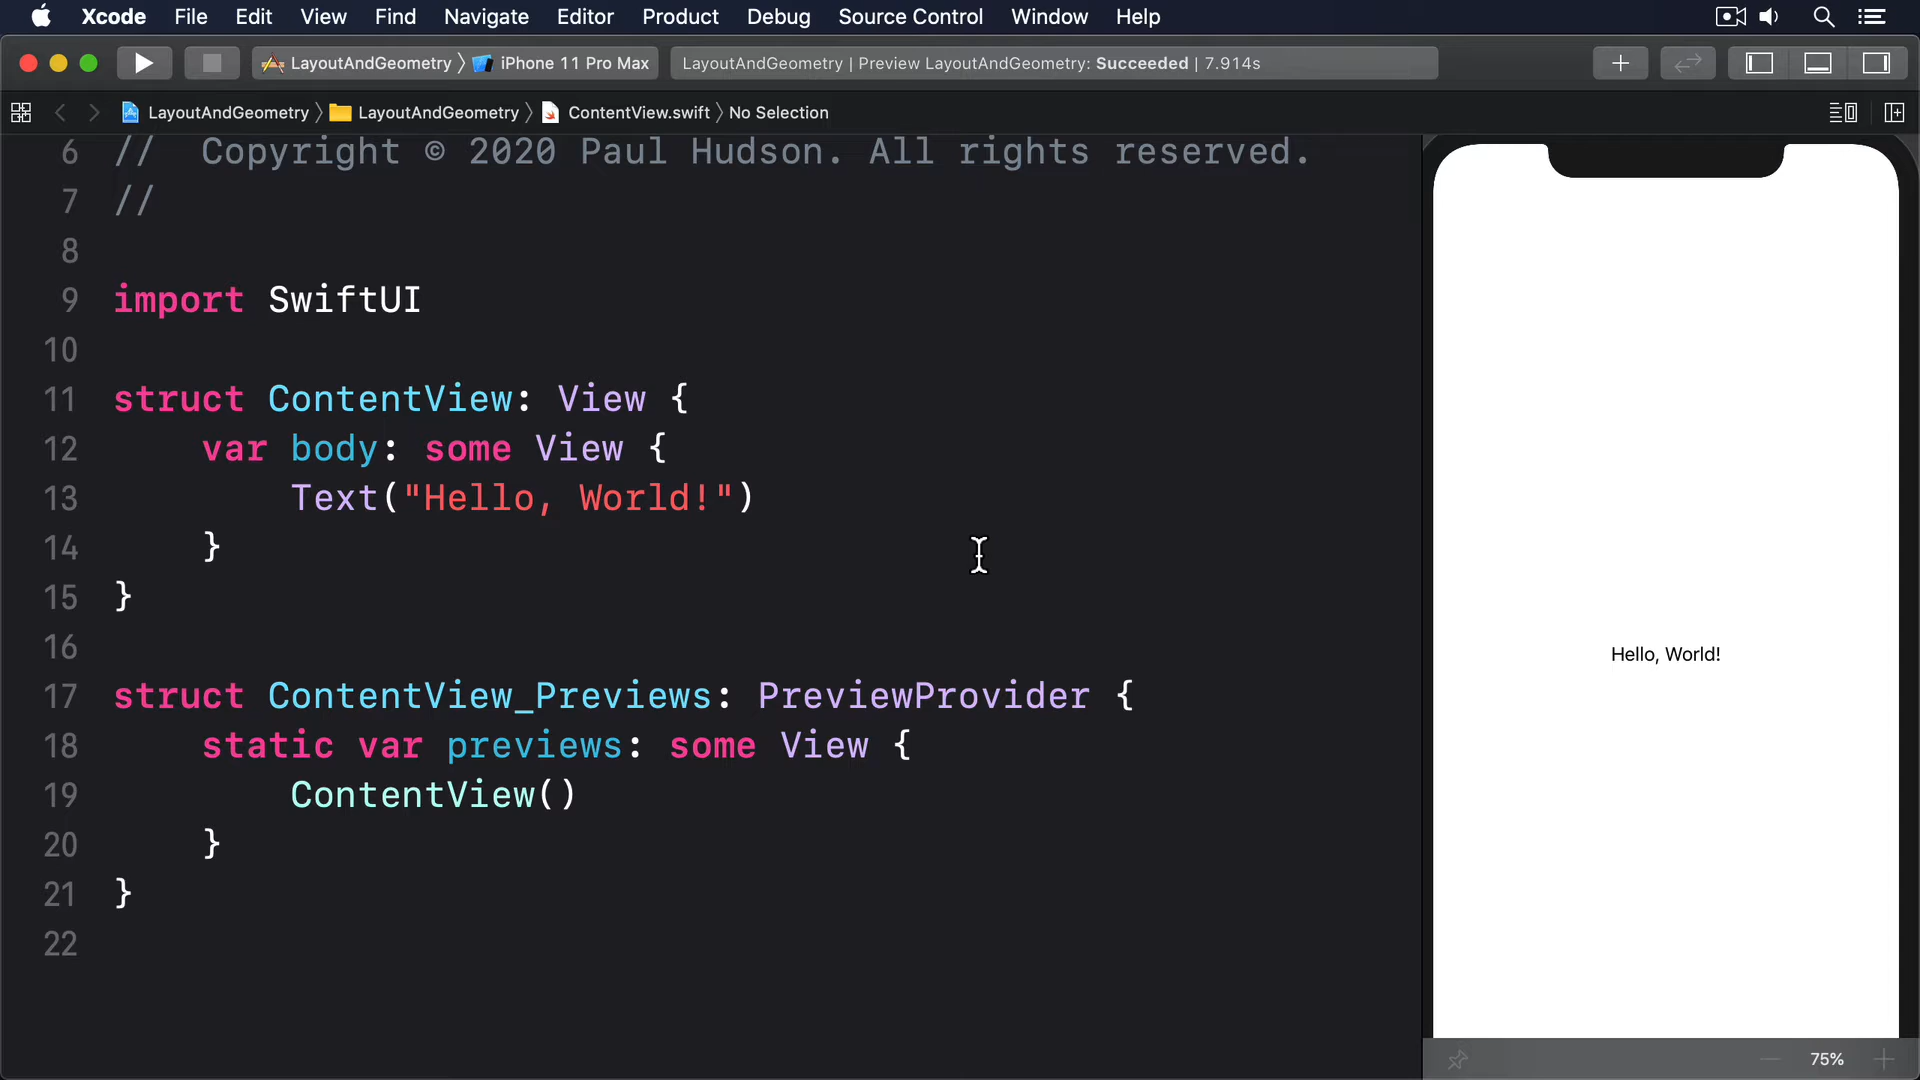 Xcode File Edit View Find Navigate Editor Product Debug Source Control Window Help
LayoutAndGeometry iPhone 11 Pro Max LayoutAndGeometry | Preview LayoutAndGeometry: Succeeded | 7.914s
LayoutAndGeometry LayoutAndGeometry ContentView.swift No Selection
6 //  Copyright © 2020 Paul Hudson. All rights reserved.
7 //
8
9 import SwiftUI
10
11 struct ContentView: View {
12     var body: some View {
13         Text("Hello, World!")
14     }
15 }
16
17 struct ContentView_Previews: PreviewProvider {
18     static var previews: some View {
19         ContentView()
20     }
21 }
22
Hello, World!
75%